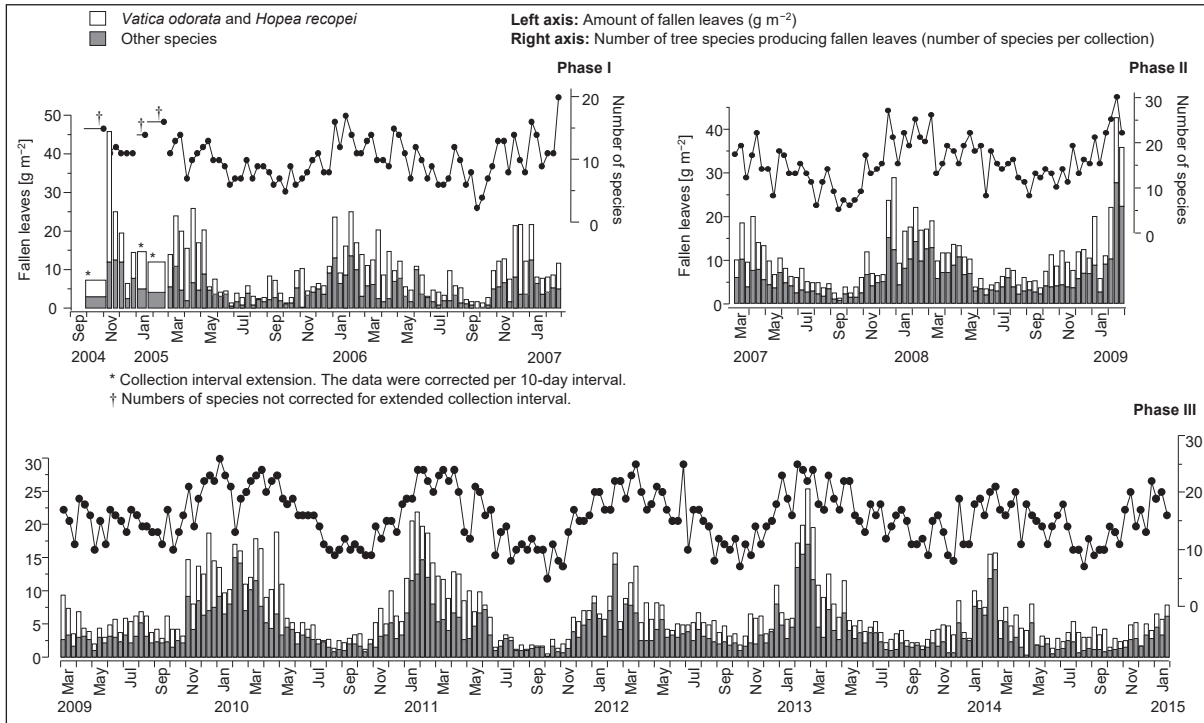 Vatica odorata and Hopea recopei
Other species
Left axis: Amount of fallen leaves (g m⁻²)
Right axis: Number of tree species producing fallen leaves (number of species per collection)
Phase I
Fallen leaves [g m⁻²]
50
40
30
20
10
0
20
10
0
Number of species
† † †
* * *
Sep Nov Jan Mar May Jul Sep Nov Jan Mar May Jul Sep Nov Jan
2004 2005 2006 2007
Phase II
Fallen leaves [g m⁻²]
40
30
20
10
0
30
20
10
0
Number of species
Mar May Jul Sep Nov Jan Mar May Jul Sep Nov Jan
2007 2008 2009
* Collection interval extension. The data were corrected per 10-day interval.
† Numbers of species not corrected for extended collection interval.
Phase III
30
25
20
15
10
5
0
30
20
10
0
Mar May Jul Sep Nov Jan Mar May Jul Sep Nov Jan Mar May Jul Sep Nov Jan Mar May Jul Sep Nov Jan Mar May Jul Sep Nov Jan Mar May Jul Sep Nov Jan
2009 2010 2011 2012 2013 2014 2015